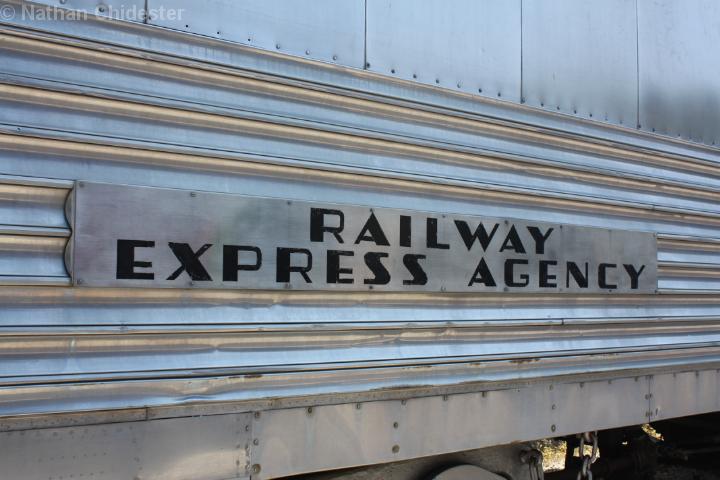 © Nathan Chidester
RAILWAY
EXPRESS AGENCY